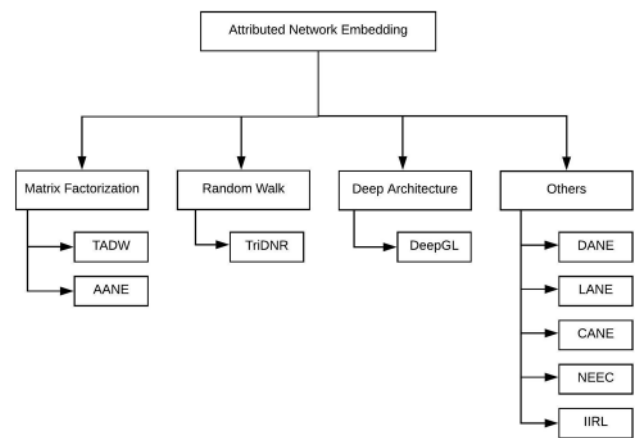 Attributed Network Embedding
Matrix Factorization
Random Walk
Deep Architecture
Others
TADW
TriDNR
DeepGL
DANE
AANE
LANE
CANE
NEEC
IIRL